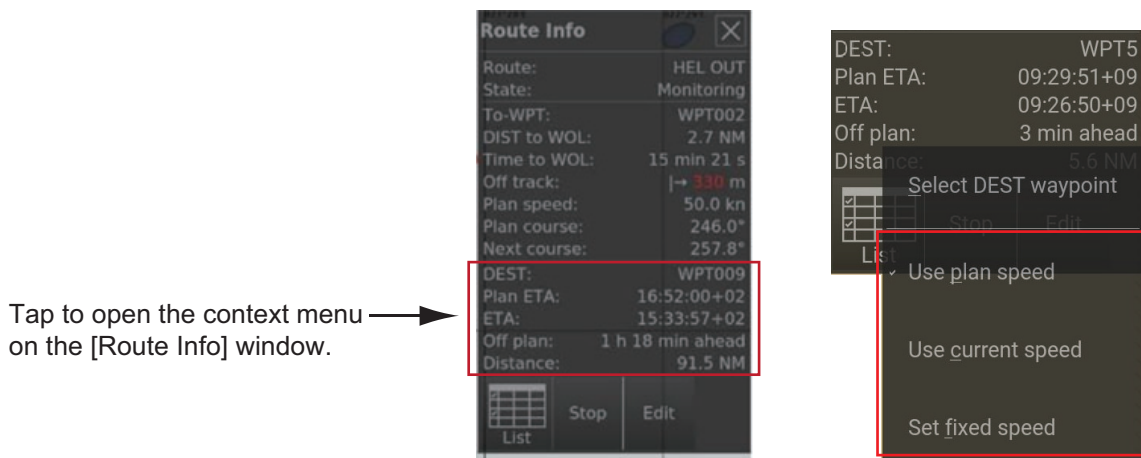 Tap to open the context menu
on the [Route Info] window.
Route Info
Route: HEL OUT
State: Monitoring
To-WPT: WPT002
DIST to WOL: 2.7 NM
Time to WOL: 15 min 21 s
Off track: |→ 330 m
Plan speed: 50.0 kn
Plan course: 246.0°
Next course: 257.8°
DEST: WPT009
Plan ETA: 16:52:00+02
ETA: 15:33:57+02
Off plan: 1 h 18 min ahead
Distance: 91.5 NM
List Stop Edit
DEST: WPT5
Plan ETA: 09:29:51+09
ETA: 09:26:50+09
Off plan: 3 min ahead
Distance: 5.6 NM
Select DEST waypoint
List Stop Edit
✓ Use plan speed
Use current speed
Set fixed speed